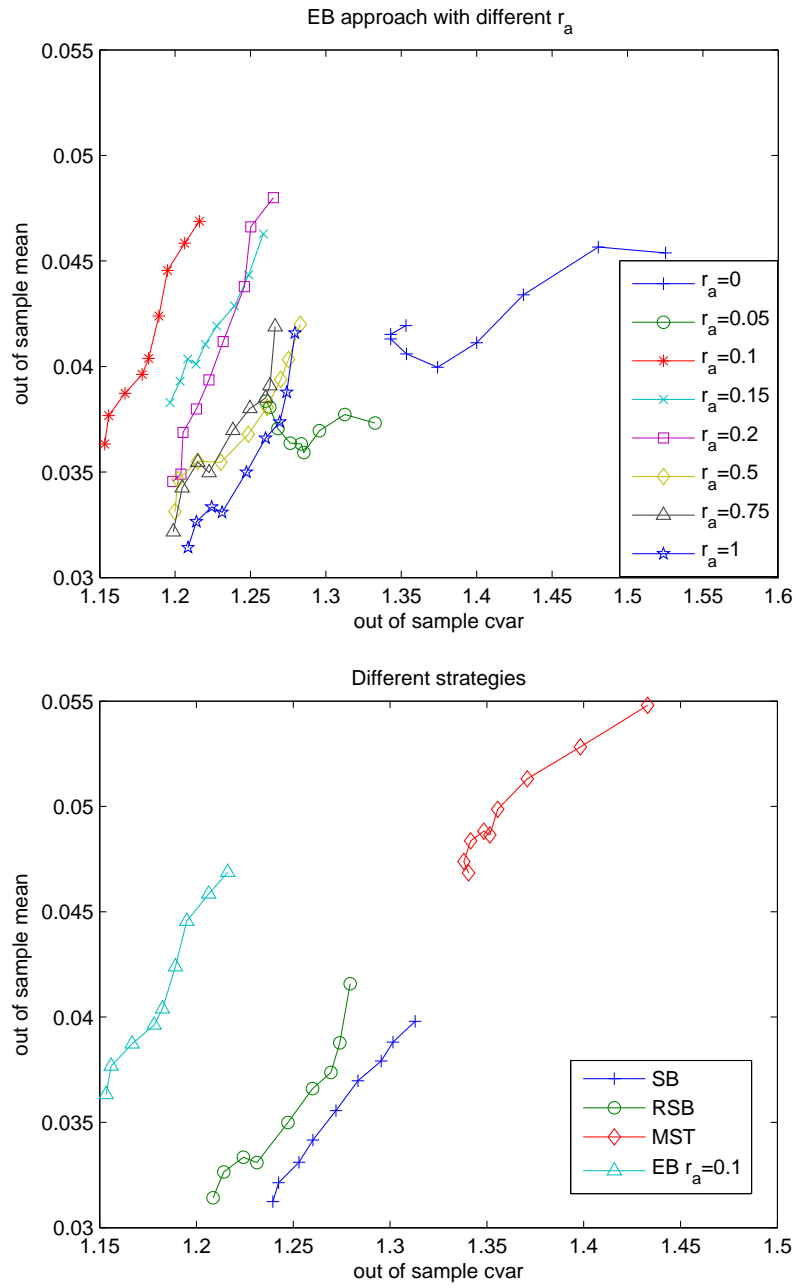 EB approach with different r_a
0.055
0.05
0.045
0.04
0.035
0.03
out of sample mean
r_a=0
r_a=0.05
r_a=0.1
r_a=0.15
r_a=0.2
r_a=0.5
r_a=0.75
r_a=1
1.15 1.2 1.25 1.3 1.35 1.4 1.45 1.5 1.55 1.6
out of sample cvar
Different strategies
0.055
0.05
0.045
0.04
0.035
0.03
out of sample mean
SB
RSB
MST
EB r_a=0.1
1.15 1.2 1.25 1.3 1.35 1.4 1.45 1.5
out of sample cvar